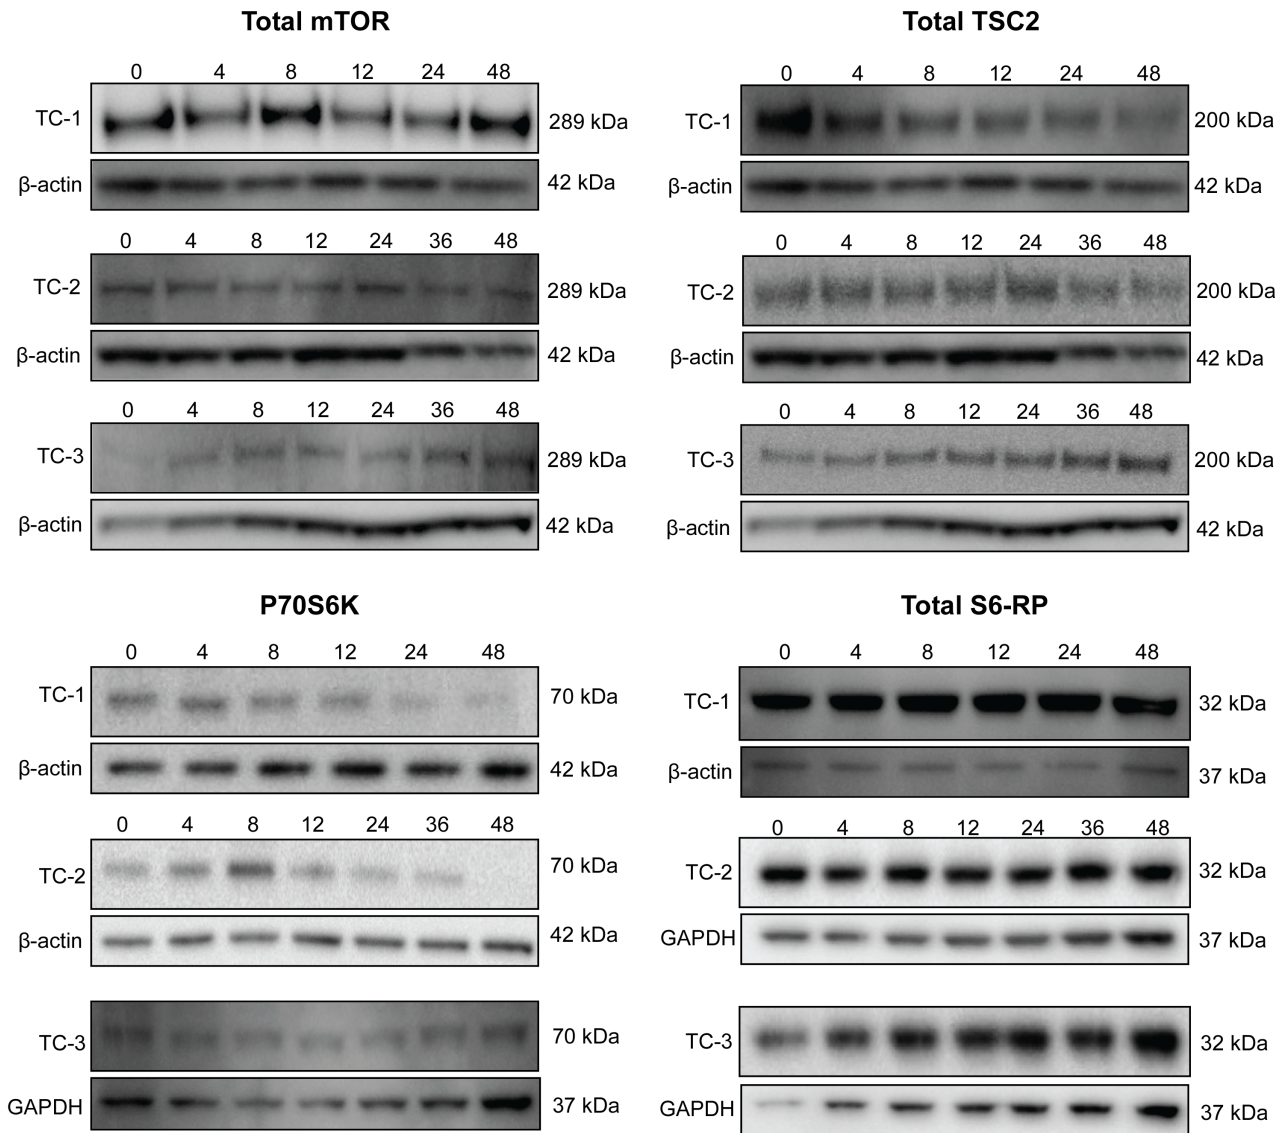 Total mTOR
0 4 8 12 24 48
TC-1
289 kDa
β-actin
42 kDa
0 4 8 12 24 36 48
TC-2
289 kDa
β-actin
42 kDa
0 4 8 12 24 36 48
TC-3
289 kDa
β-actin
42 kDa
Total TSC2
0 4 8 12 24 48
TC-1
200 kDa
β-actin
42 kDa
0 4 8 12 24 36 48
TC-2
200 kDa
β-actin
42 kDa
0 4 8 12 24 36 48
TC-3
200 kDa
β-actin
42 kDa
P70S6K
0 4 8 12 24 48
TC-1
70 kDa
β-actin
42 kDa
0 4 8 12 24 36 48
TC-2
70 kDa
β-actin
42 kDa
TC-3
70 kDa
GAPDH
37 kDa
Total S6-RP
0 4 8 12 24 48
TC-1
32 kDa
β-actin
37 kDa
0 4 8 12 24 36 48
TC-2
32 kDa
GAPDH
37 kDa
TC-3
32 kDa
GAPDH
37 kDa